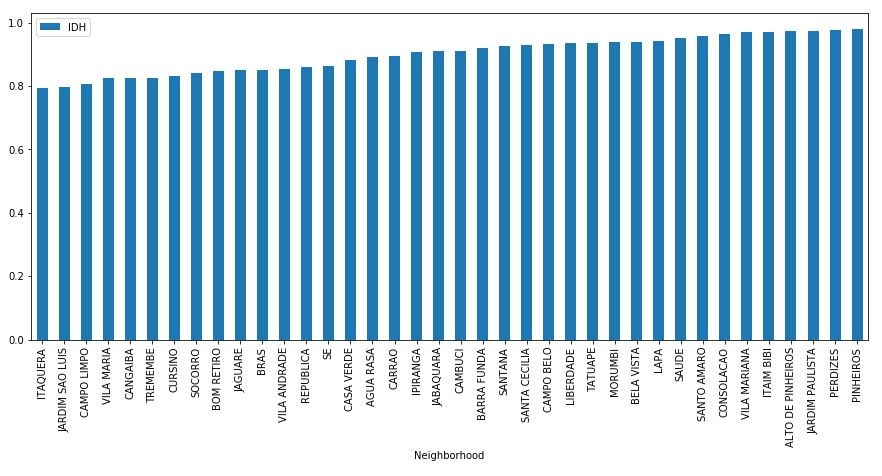 1.0
0.8
0.6
0.4
0.2
0.0
IDH
ITAQUERA
JARDIM SAO LUIS
CAMPO LIMPO
VILA MARIA
CANGAIBA
TREMEMBE
CURSINO
SOCORRO
BOM RETIRO
JAGUARE
BRAS
VILA ANDRADE
REPUBLICA
SE
CASA VERDE
AGUA RASA
CARRAO
IPIRANGA
JABAQUARA
CAMBUCI
BARRA FUNDA
SANTANA
SANTA CECILIA
CAMPO BELO
LIBERDADE
TATUAPE
MORUMBI
BELA VISTA
LAPA
SAUDE
SANTO AMARO
CONSOLACAO
VILA MARIANA
ITAIM BIBI
ALTO DE PINHEIROS
JARDIM PAULISTA
PERDIZES
PINHEIROS
Neighborhood